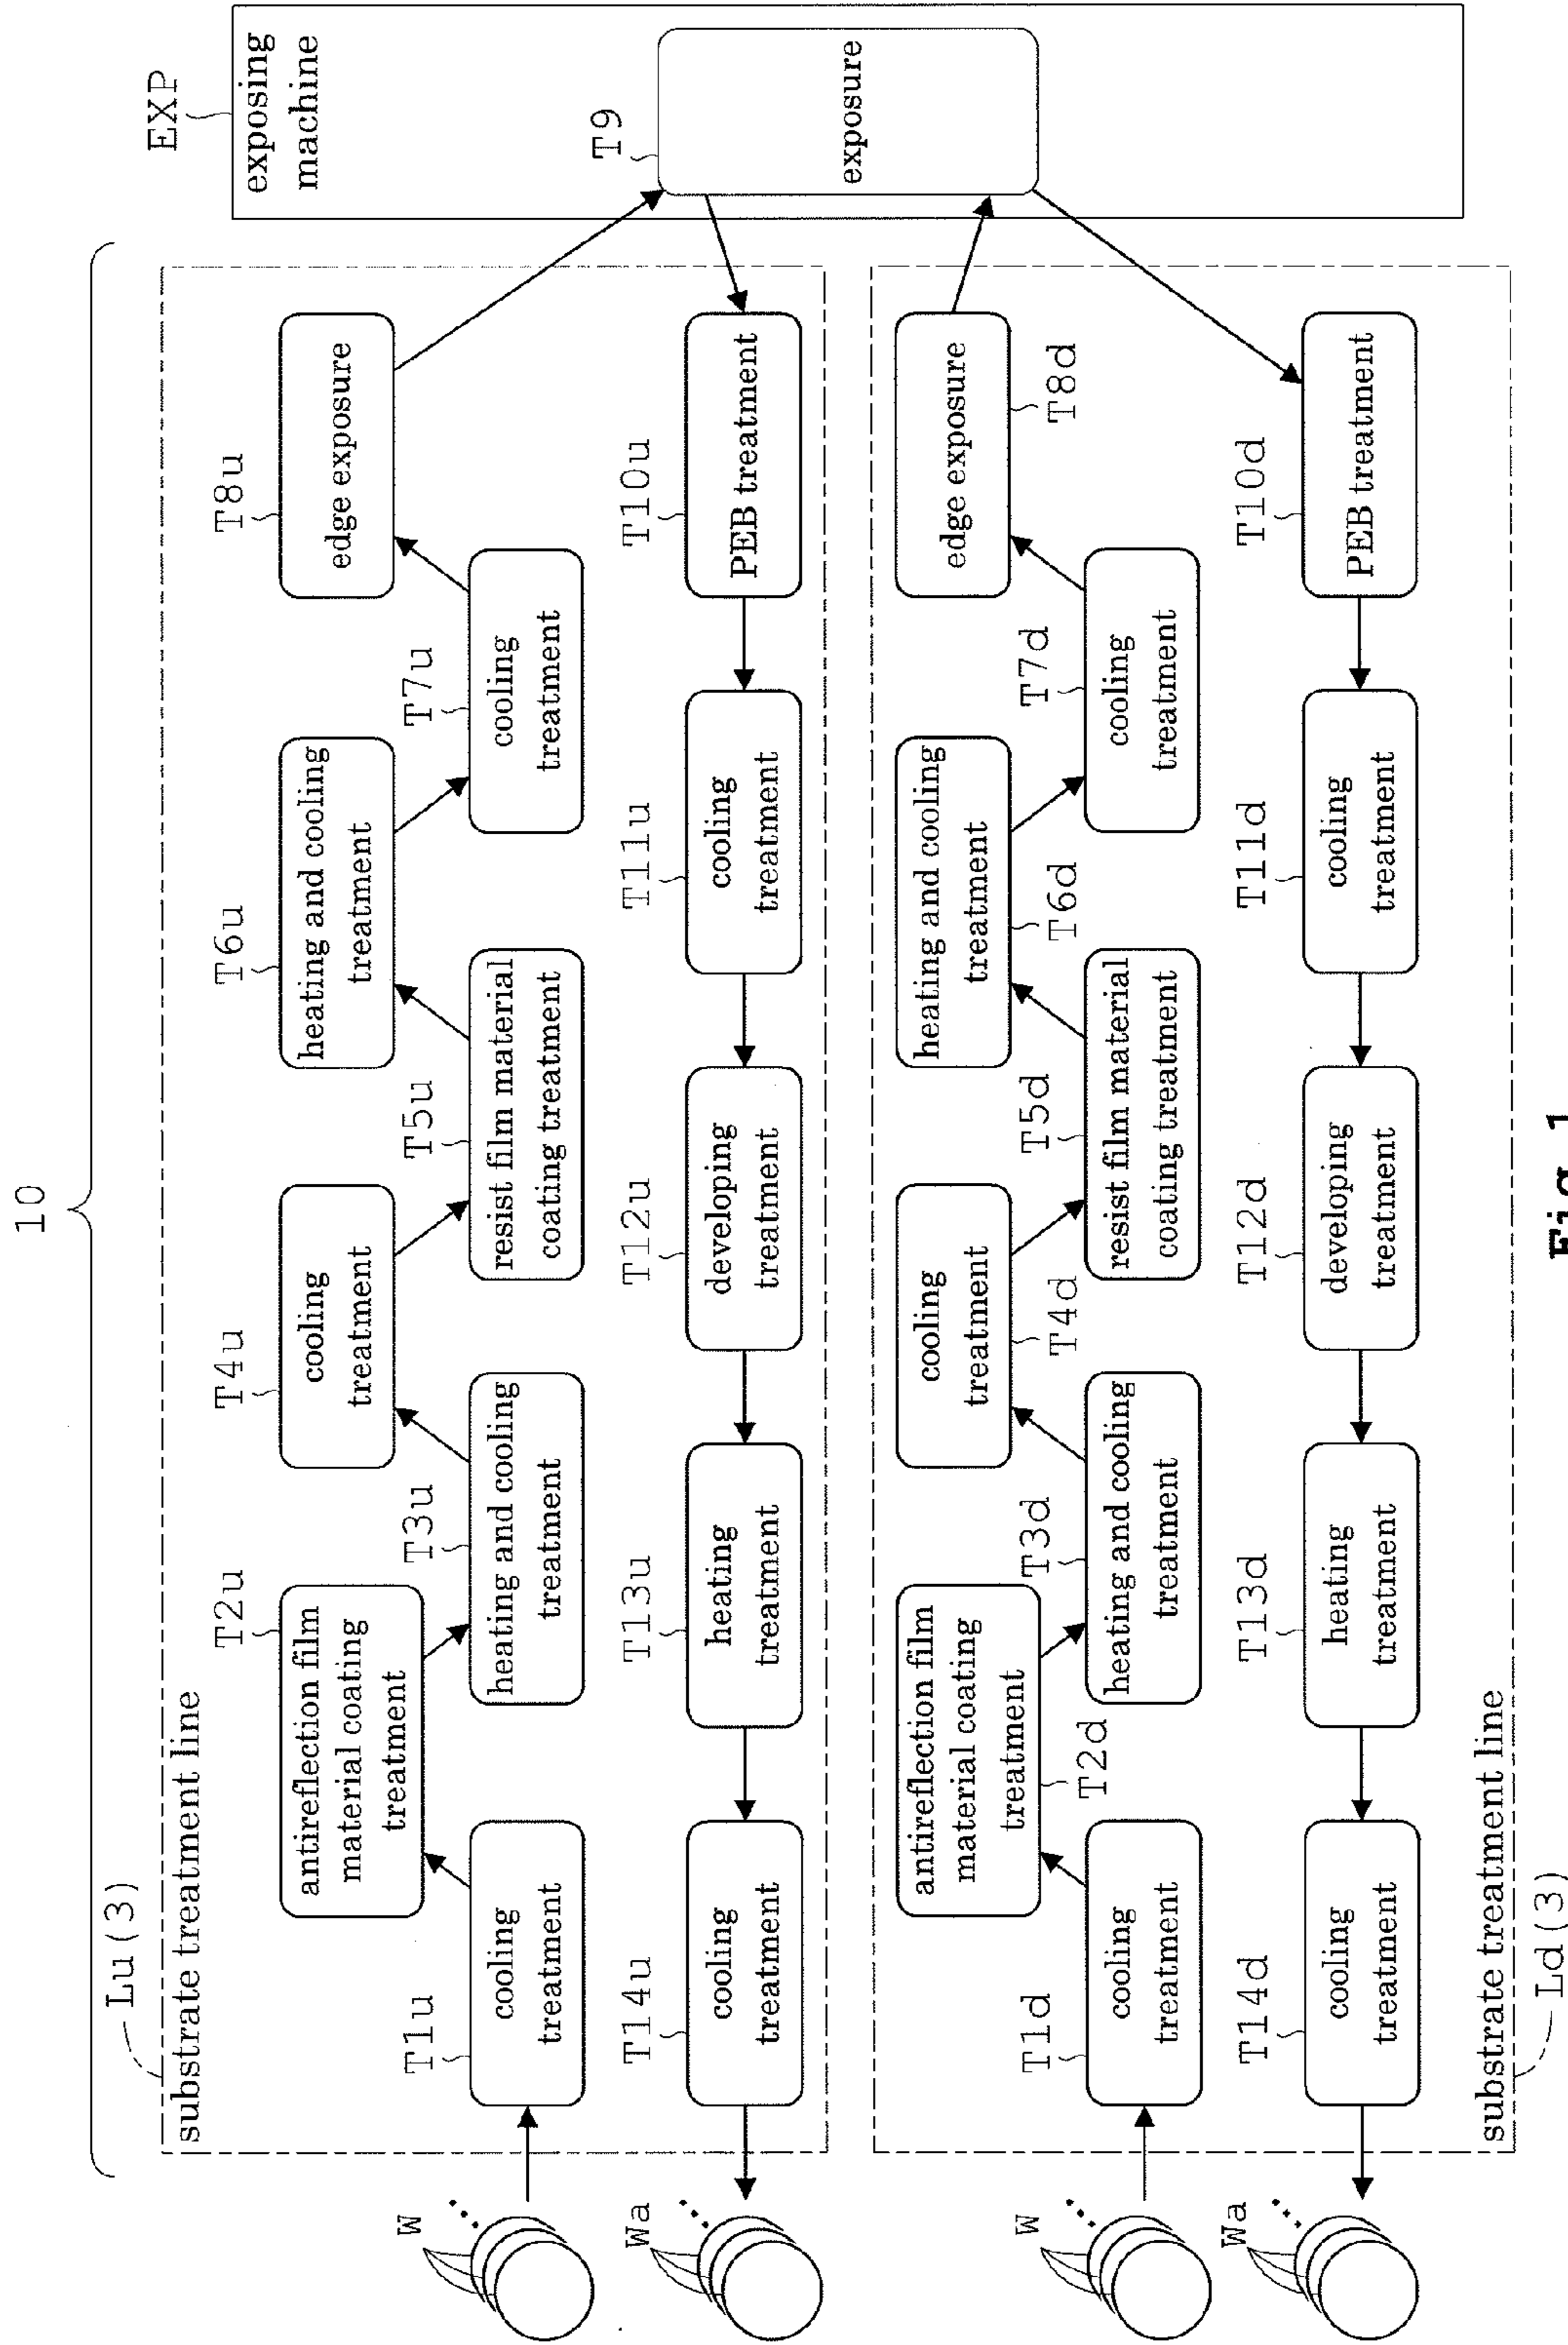 10
Lu(3)
substrate treatment line
EXP
exposing
machine
T2u
antireflection film
material coating
treatment
T4u
cooling
treatment
T6u
heating and cooling
treatment
T8u
edge exposure
T1u
cooling
treatment
T3u
heating and cooling
treatment
T5u
resist film material
coating treatment
T7u
cooling
treatment
W
T9
exposure
Wa
T14u
cooling
treatment
T13u
heating
treatment
T12u
developing
treatment
T11u
cooling
treatment
T10u
PEB treatment
antireflection film
material coating
treatment
T2d
cooling
treatment
T4d
heating and cooling
treatment
T6d
edge exposure
T8d
W
T1d
cooling
treatment
T3d
heating and cooling
treatment
T5d
resist film material
coating treatment
T7d
cooling
treatment
Wa
T14d
cooling
treatment
T13d
heating
treatment
T12d
developing
treatment
T11d
cooling
treatment
T10d
PEB treatment
substrate treatment line
Ld(3)
Fig. 1